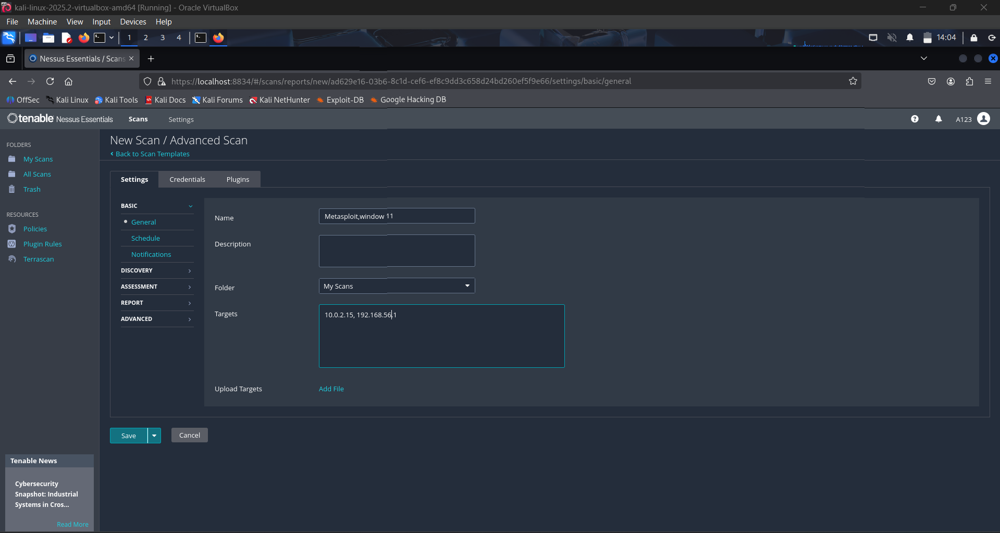 kali-linux-2025.2-virtualbox-amd64 [Running] - Oracle VirtualBox
File Machine View Input Devices Help
1 2 3 4 14:04
Nessus Essentials / Scans
https://localhost:8834/#/scans/reports/new/ad629e16-03b6-8c1d-cef6-ef8c9dd3c658d24bd260ef5f9e66/settings/basic/general
OffSec Kali Linux Kali Tools Kali Docs Kali Forums Kali NetHunter Exploit-DB Google Hacking DB
tenable Nessus Essentials Scans Settings A123
FOLDERS
My Scans
All Scans
Trash
RESOURCES
Policies
Plugin Rules
Terrascan
New Scan / Advanced Scan
Back to Scan Templates
Settings Credentials Plugins
BASIC
General
Schedule
Notifications
DISCOVERY
ASSESSMENT
REPORT
ADVANCED
Name Metasploit,window 11
Description
Folder My Scans
Targets 10.0.2.15, 192.168.56.1
Upload Targets Add File
Save Cancel
Tenable News
Cybersecurity
Snapshot: Industrial
Systems in Cros...
Read More